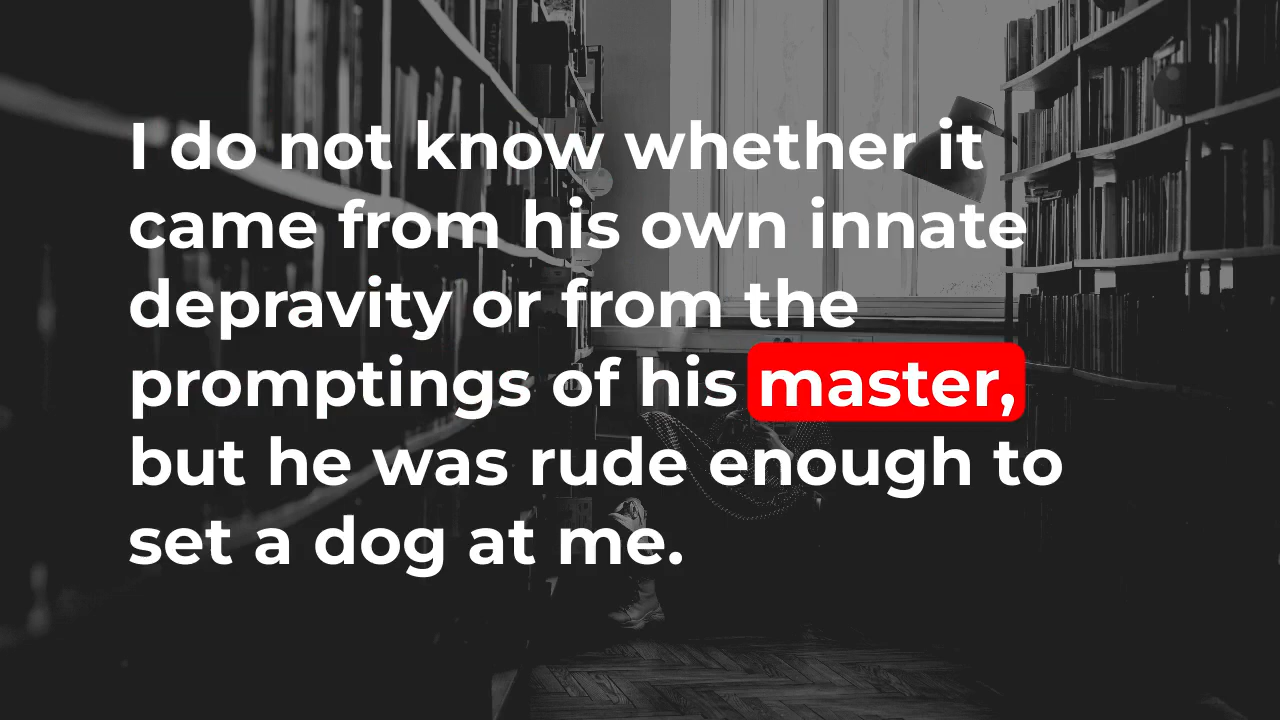 I do not know whether it
came from his own innate
depravity or from the
promptings of his master,
but he was rude enough to
set a dog at me.